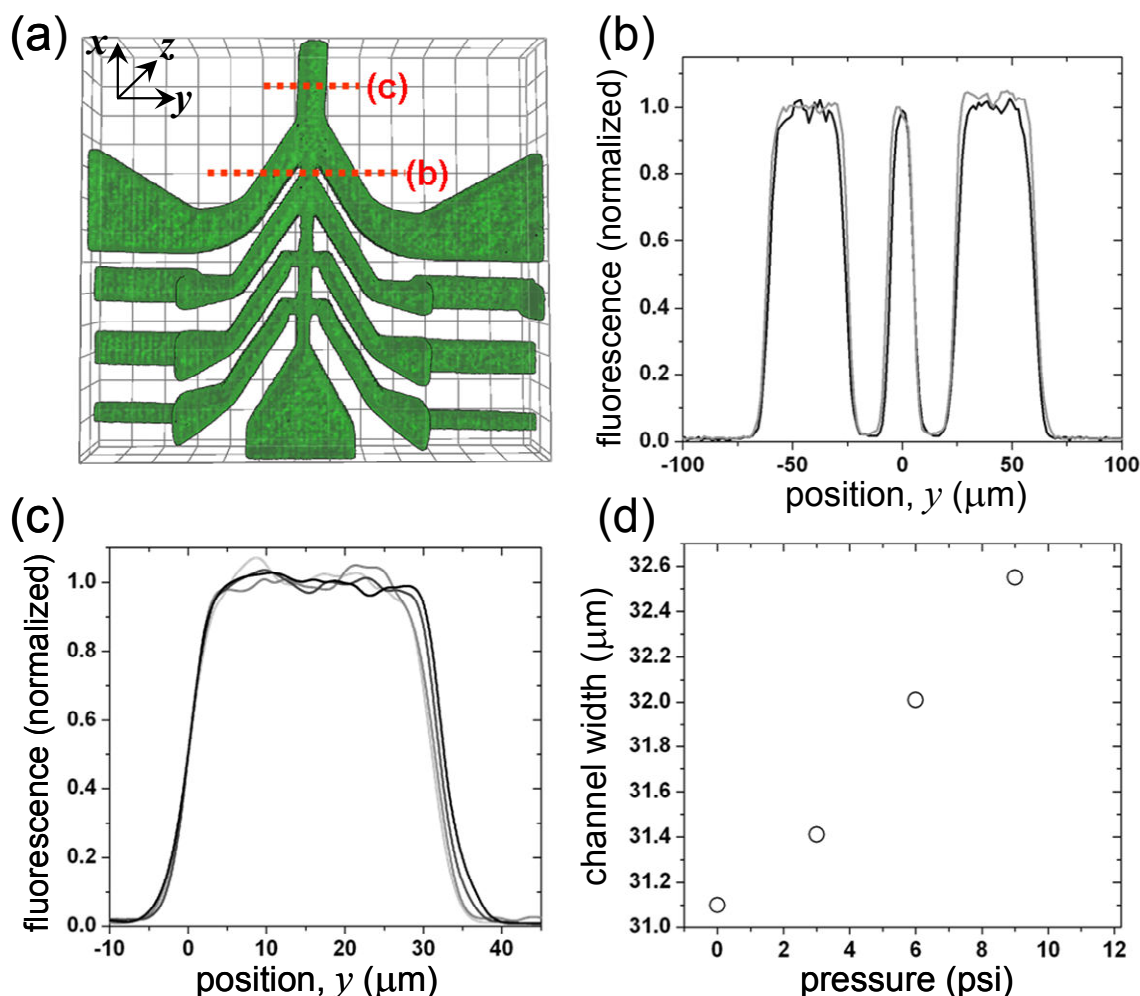 (a)
x
z
y
(c)
(b)
(b)
fluorescence (normalized)
1.0
0.8
0.6
0.4
0.2
0.0
-100 -50 0 50 100
position, y (μm)
(c)
fluorescence (normalized)
1.0
0.8
0.6
0.4
0.2
0.0
-10 0 10 20 30 40
position, y (μm)
(d)
channel width (μm)
32.6
32.4
32.2
32.0
31.8
31.6
31.4
31.2
31.0
0 2 4 6 8 10 12
pressure (psi)